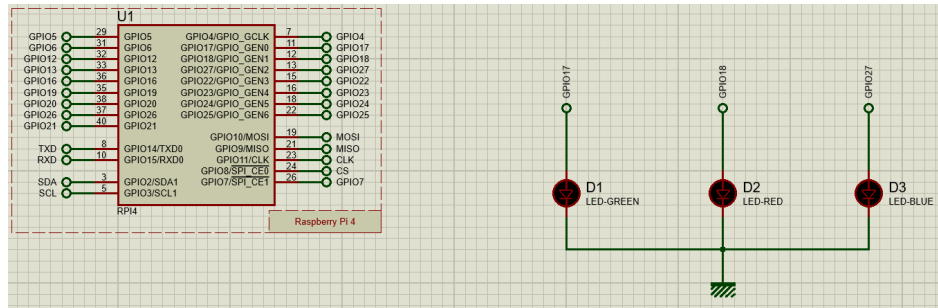 U1
GPIO5 29 GPIO5 GPIO4/GPIO_GCLK 7 GPIO4
GPIO6 31 GPIO6 GPIO17/GPIO_GEN0 11 GPIO17
GPIO12 32 GPIO12 GPIO18/GPIO_GEN1 12 GPIO18
GPIO13 33 GPIO13 GPIO27/GPIO_GEN2 13 GPIO27
GPIO16 36 GPIO16 GPIO22/GPIO_GEN3 15 GPIO22
GPIO19 35 GPIO19 GPIO23/GPIO_GEN4 16 GPIO23
GPIO20 38 GPIO20 GPIO24/GPIO_GEN5 18 GPIO24
GPIO26 37 GPIO26 GPIO25/GPIO_GEN6 22 GPIO25
GPIO21 40 GPIO21
GPIO10/MOSI 19 MOSI
TXD 8 GPIO14/TXD0 GPIO9/MISO 21 MISO
RXD 10 GPIO15/RXD0 GPIO11/CLK 23 CLK
GPIO8/SPI_CE0 24 CS
SDA 3 GPIO2/SDA1 GPIO7/SPI_CE1 26 GPIO7
SCL 5 GPIO3/SCL1
RPI4
Raspberry Pi 4
GPIO17
GPIO18
GPIO27
D1
LED-GREEN
D2
LED-RED
D3
LED-BLUE